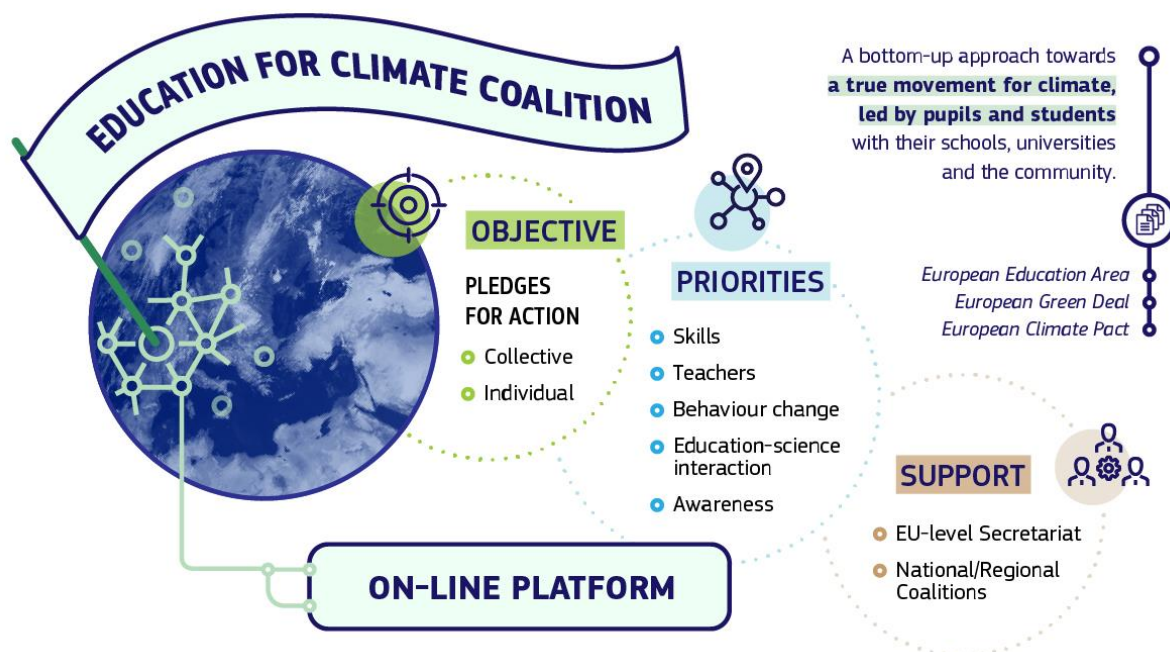 EDUCATION FOR CLIMATE COALITION
A bottom-up approach towards
a true movement for climate,
led by pupils and students
with their schools, universities
and the community.
European Education Area
European Green Deal
European Climate Pact
OBJECTIVE
PLEDGES
FOR ACTION
Collective
Individual
PRIORITIES
Skills
Teachers
Behaviour change
Education-science
interaction
Awareness
SUPPORT
EU-level Secretariat
National/Regional
Coalitions
ON-LINE PLATFORM